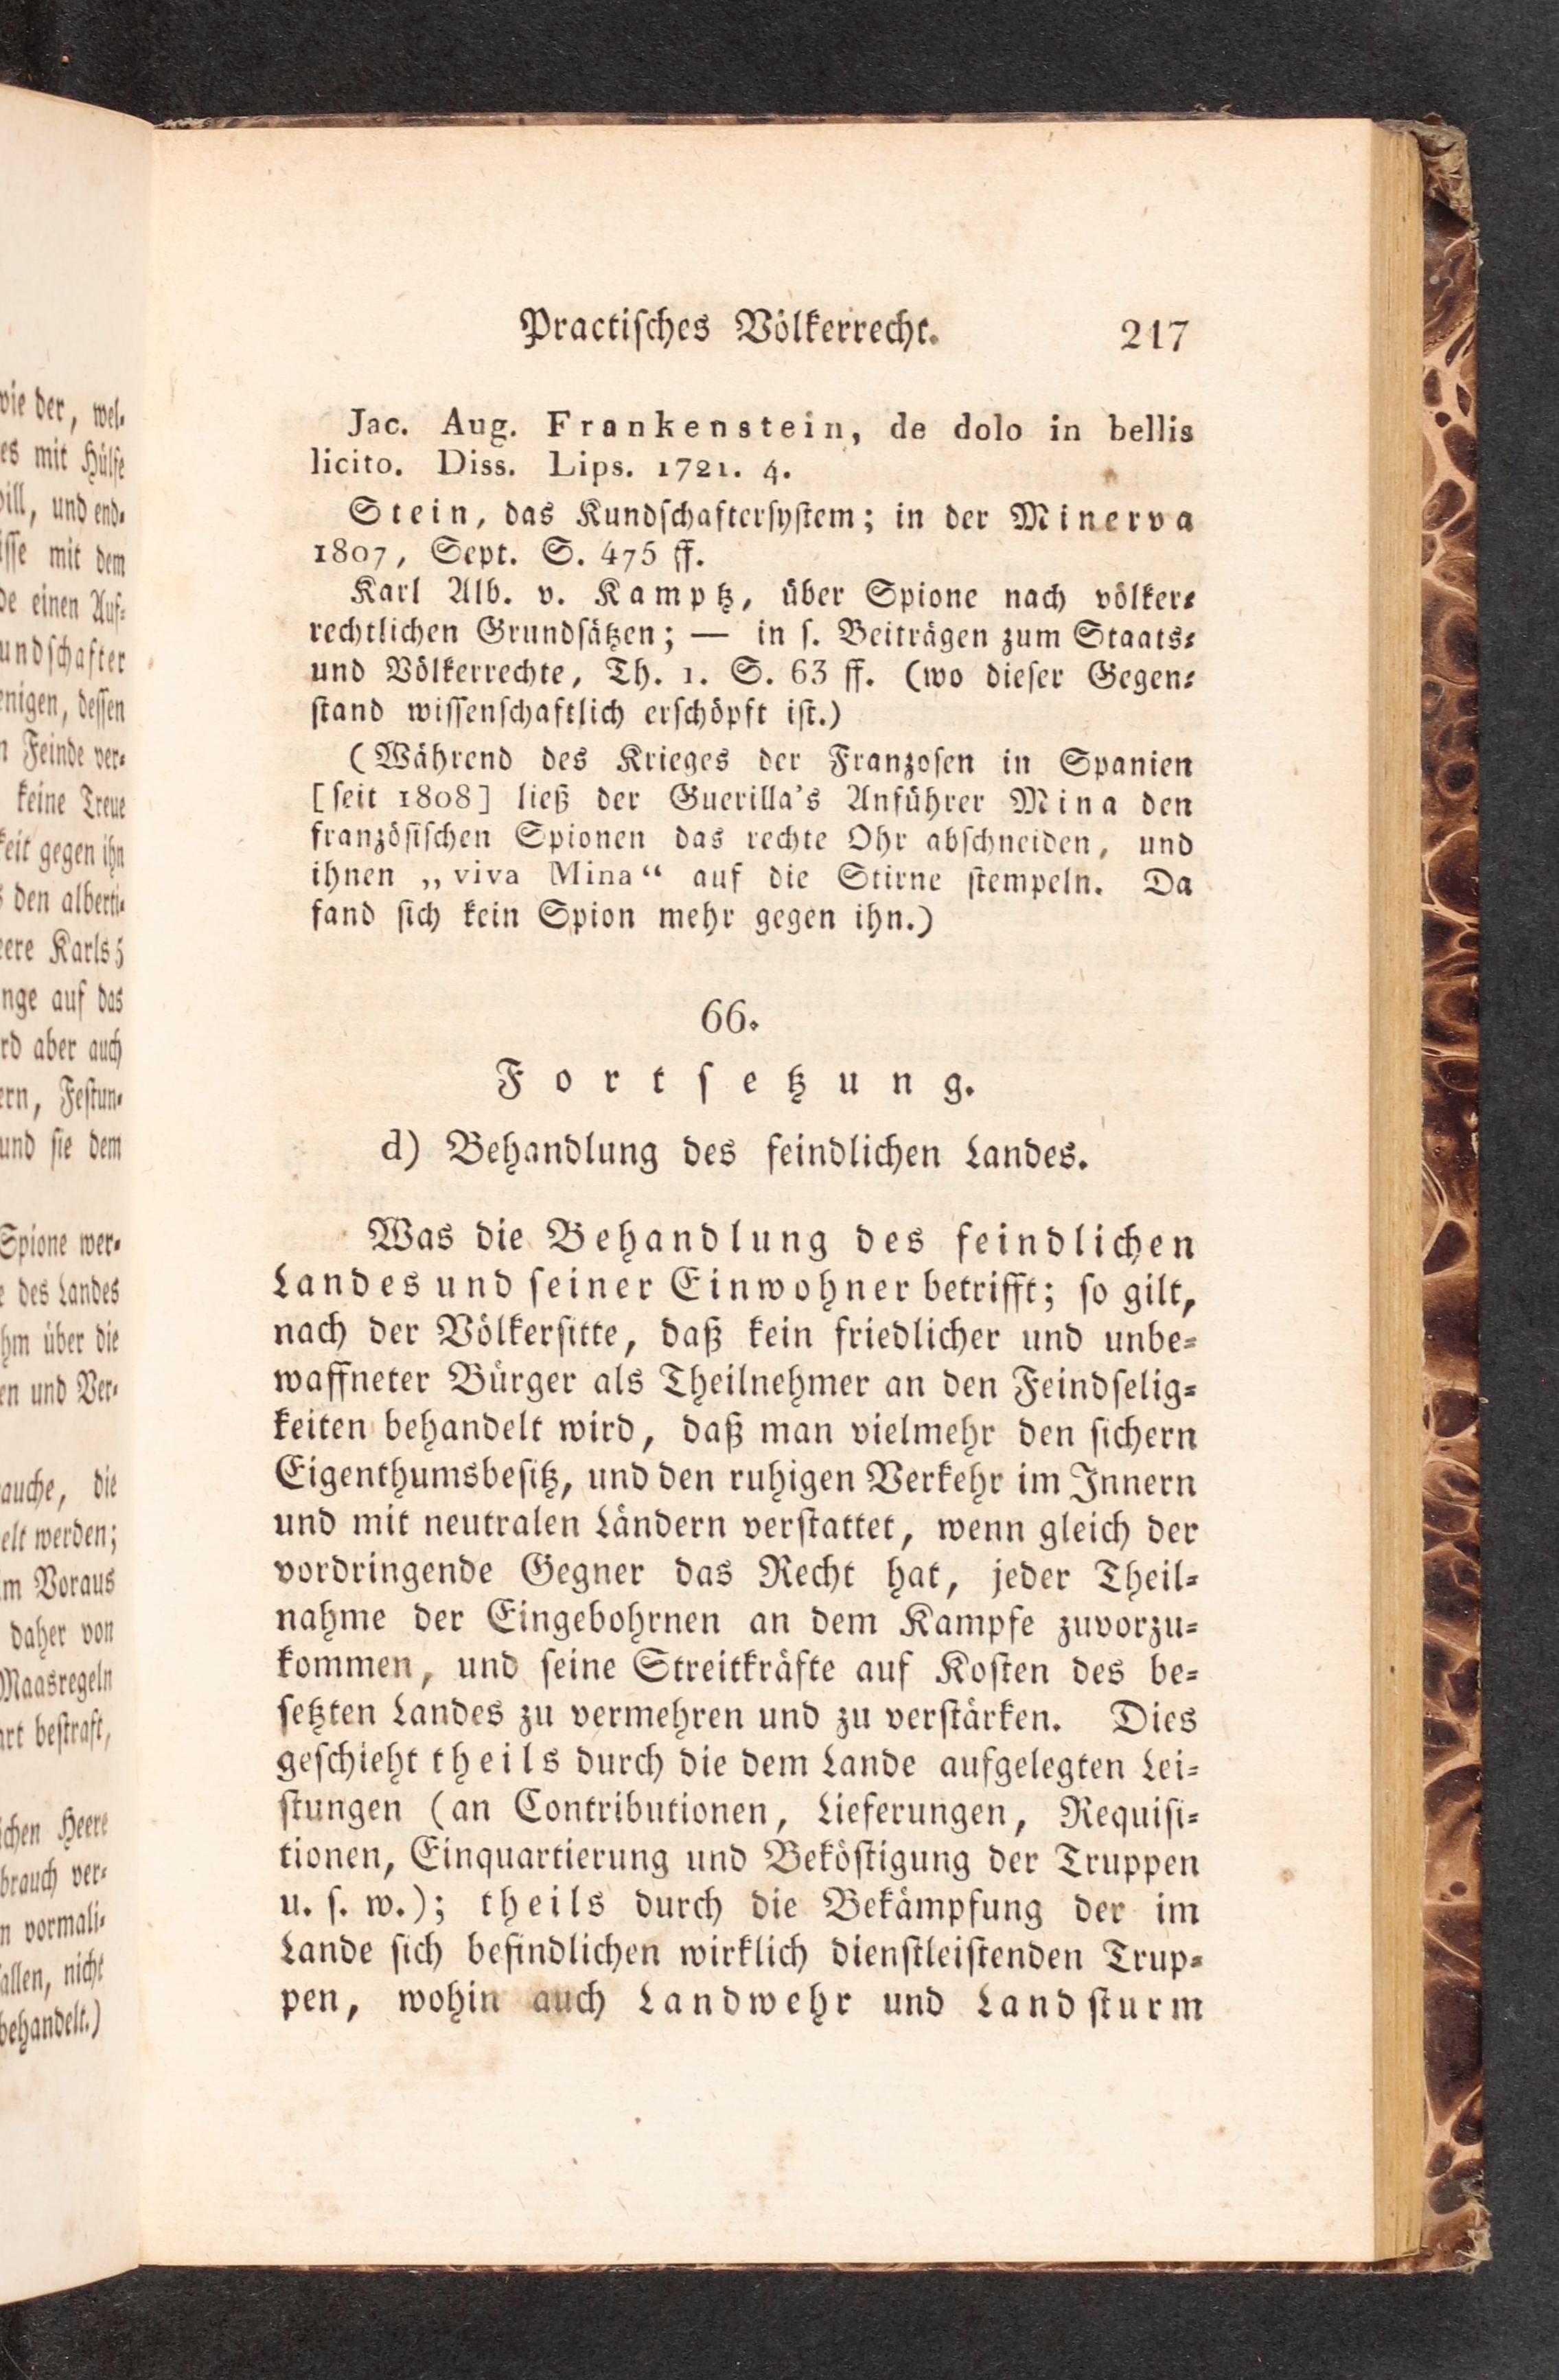 Practisches Völkerrecht. 217
Jac. Aug. Frankenstein, de dolo in bellis
licito. Diss. Lips. 1721. 4.
Stein, das Kundschaftersystem; in der Minerva
1807, Sept. S. 475 ff.
Karl Alb. v. Kamptz, über Spione nach völker-
rechtlichen Grundsätzen; — in s. Beiträgen zum Staats-
und Völkerrechte, Th. 1. S. 63 ff. (wo dieser Gegen-
stand wissenschaftlich erschöpft ist.)
(Während des Krieges der Franzosen in Spanien
[seit 1808] ließ der Guerilla's Anführer Mina den
französischen Spionen das rechte Ohr abschneiden, und
ihnen „viva Mina“ auf die Stirne stempeln. Da
fand sich kein Spion mehr gegen ihn.)
66.
Fortsetzung.
d) Behandlung des feindlichen Landes.
Was die Behandlung des feindlichen
Landes und seiner Einwohner betrifft; so gilt,
nach der Völkersitte, daß kein friedlicher und unbe-
waffneter Bürger als Theilnehmer an den Feindselig-
keiten behandelt wird, daß man vielmehr den sichern
Eigenthumsbesitz, und den ruhigen Verkehr im Innern
und mit neutralen Ländern verstattet, wenn gleich der
vordringende Gegner das Recht hat, jeder Theil-
nahme der Eingebohrnen an dem Kampfe zuvorzu-
kommen, und seine Streitkräfte auf Kosten des be-
setzten Landes zu vermehren und zu verstärken. Dies
geschieht theils durch die dem Lande aufgelegten Lei-
stungen (an Contributionen, Lieferungen, Requisi-
tionen, Einquartierung und Beköstigung der Truppen
u. s. w.); theils durch die Bekämpfung der im
Lande sich befindlichen wirklich dienstleistenden Trup-
pen, wohin auch Landwehr und Landsturm